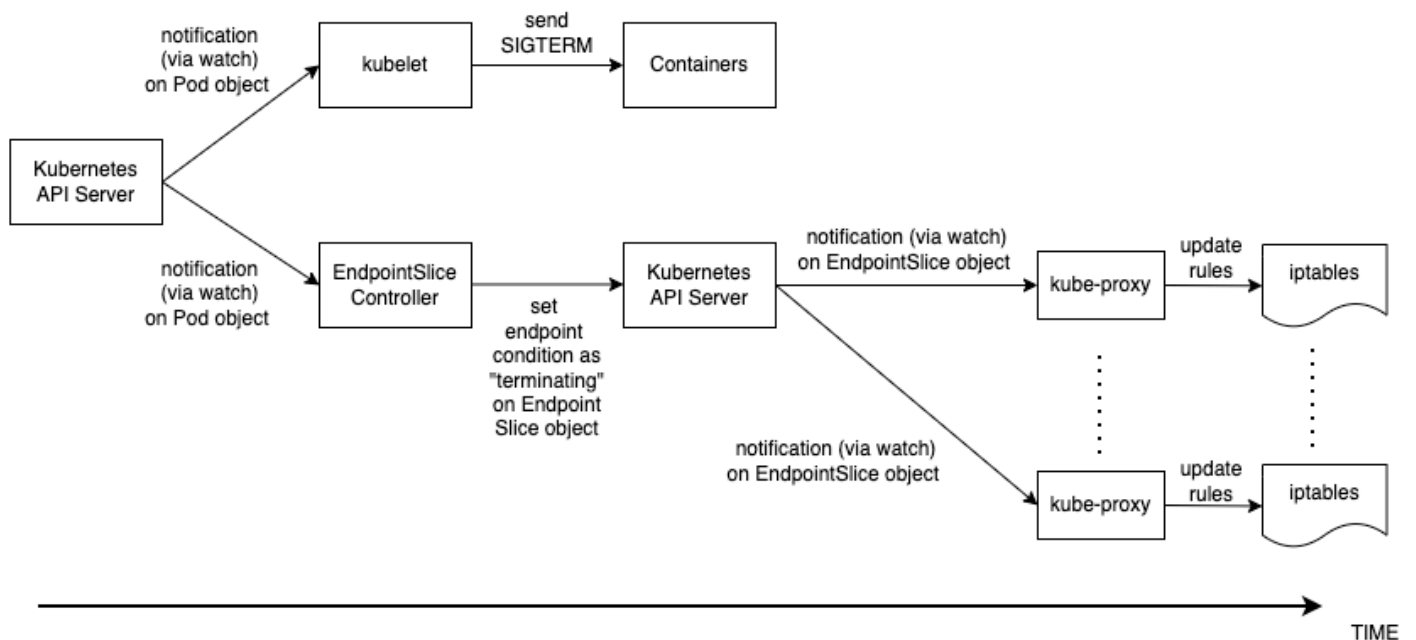 notification
(via watch)
on Pod object
kubelet
send
SIGTERM
Containers
Kubernetes
API Server
notification
(via watch)
on Pod object
EndpointSlice
Controller
set
endpoint
condition as
"terminating"
on Endpoint
Slice object
Kubernetes
API Server
notification (via watch)
on EndpointSlice object
kube-proxy
update
rules
iptables
notification (via watch)
on EndpointSlice object
kube-proxy
update
rules
iptables
TIME